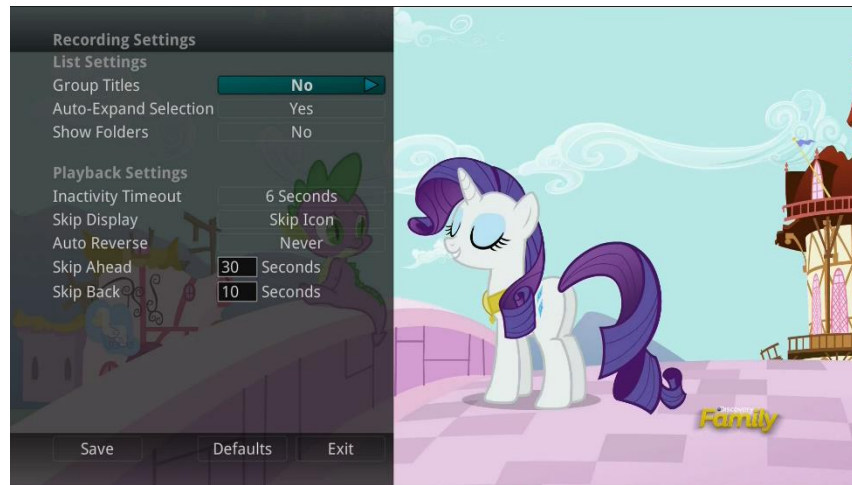 Recording Settings
List Settings
Group Titles No
Auto-Expand Selection Yes
Show Folders No
Playback Settings
Inactivity Timeout 6 Seconds
Skip Display Skip Icon
Auto Reverse Never
Skip Ahead 30 Seconds
Skip Back 10 Seconds
Save Defaults Exit
Discovery
Family